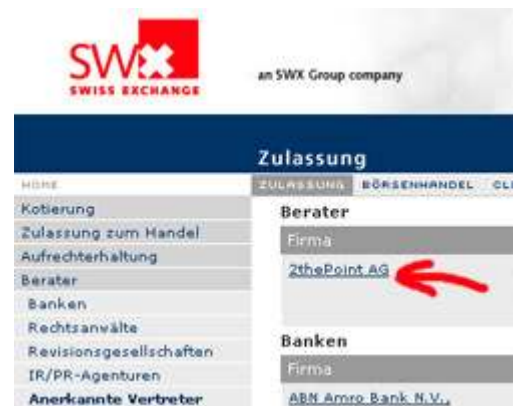 SWX
SWISS EXCHANGE
an SWX Group company
Zulassung
HOME
ZULASSUNG BÖRSENHANDEL CL
Kotierung
Zulassung zum Handel
Aufrechterhaltung
Berater
Banken
Rechtsanwälte
Revisionsgesellschaften
IR/PR-Agenturen
Anerkannte Vertreter
Berater
Firma
2thePoint AG
Banken
Firma
ABN Amro Bank N.V.,